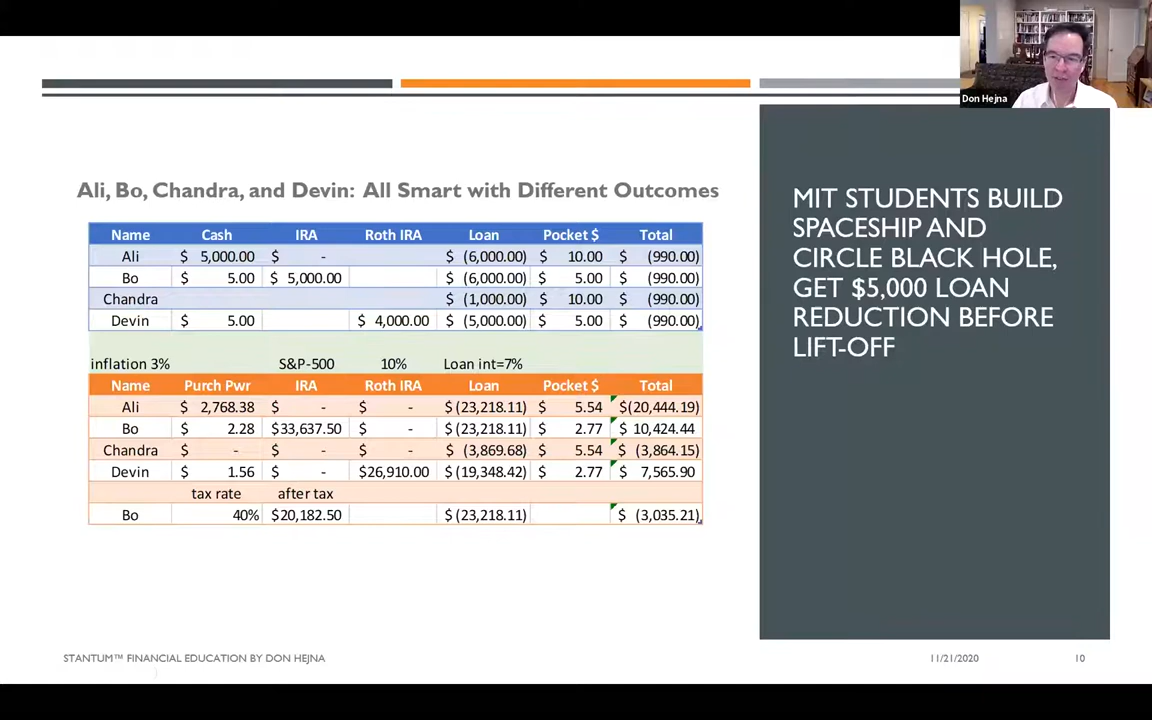 Don Hejna
Ali, Bo, Chandra, and Devin: All Smart with Different Outcomes
Name Cash IRA Roth IRA Loan Pocket $ Total
Ali $ 5,000.00 $ - $ (6,000.00) $ 10.00 $ (990.00)
Bo $ 5.00 $ 5,000.00 $ (6,000.00) $ 5.00 $ (990.00)
Chandra $ (1,000.00) $ 10.00 $ (990.00)
Devin $ 5.00 $ 4,000.00 $ (5,000.00) $ 5.00 $ (990.00)
inflation 3% S&P-500 10% Loan int=7%
Name Purch Pwr IRA Roth IRA Loan Pocket $ Total
Ali $ 2,768.38 $ - $ - $(23,218.11) $ 5.54 $(20,444.19)
Bo $ 2.28 $33,637.50 $ - $(23,218.11) $ 2.77 $ 10,424.44
Chandra $ - $ - $ - $ (3,869.68) $ 5.54 $ (3,864.15)
Devin $ 1.56 $ - $26,910.00 $(19,348.42) $ 2.77 $ 7,565.90
tax rate after tax
Bo 40% $20,182.50 $(23,218.11) $ (3,035.21)
MIT STUDENTS BUILD
SPACESHIP AND
CIRCLE BLACK HOLE,
GET $5,000 LOAN
REDUCTION BEFORE
LIFT-OFF
STANTUM™ FINANCIAL EDUCATION BY DON HEJNA
11/21/2020
10